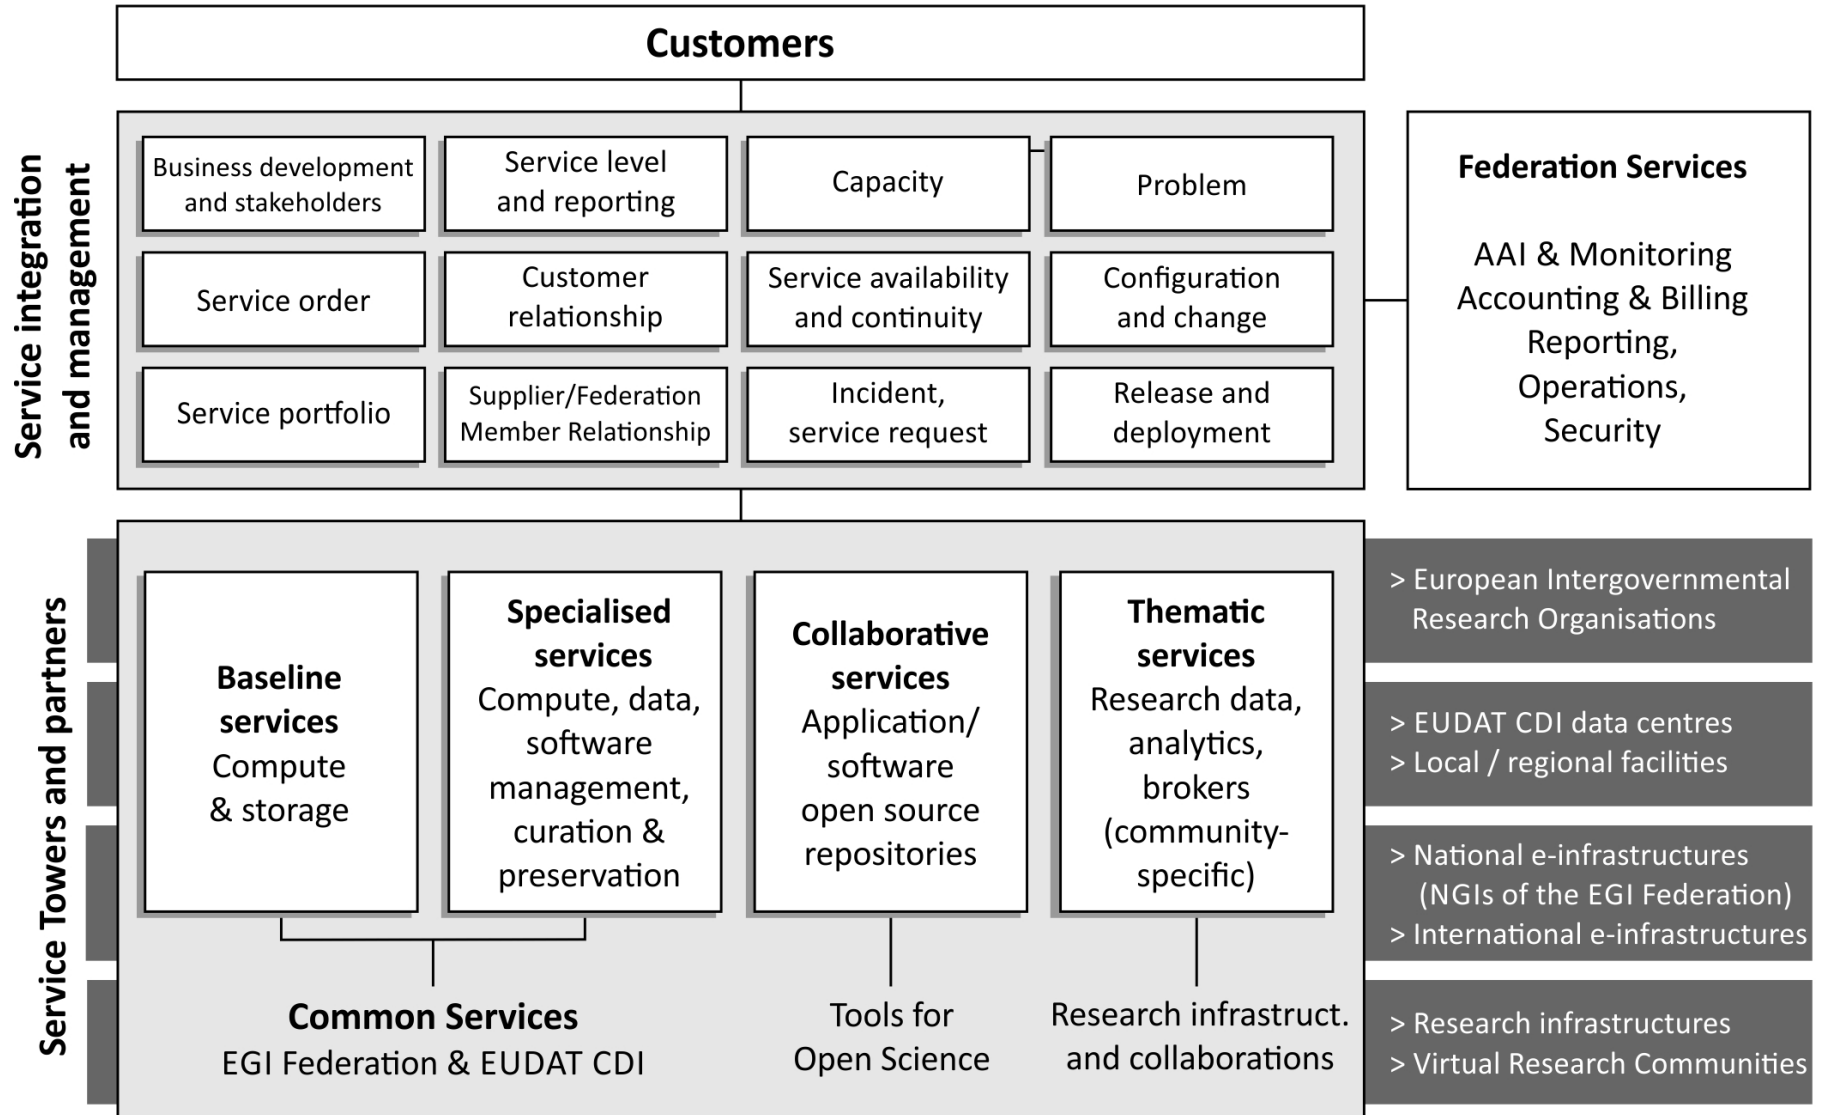 Customers
Service integration
and management
Business development
and stakeholders
Service level
and reporting
Capacity
Problem
Service order
Customer
relationship
Service availability
and continuity
Configuration
and change
Service portfolio
Supplier/Federation
Member Relationship
Incident,
service request
Release and
deployment
Federation Services
AAI & Monitoring
Accounting & Billing
Reporting,
Operations,
Security
Service Towers and partners
Baseline
services
Compute
& storage
Specialised
services
Compute, data,
software
management,
curation &
preservation
Collaborative
services
Application/
software
open source
repositories
Thematic
services
Research data,
analytics,
brokers
(community-
specific)
Common Services
EGI Federation & EUDAT CDI
Tools for
Open Science
Research infrastruct.
and collaborations
> European Intergovernmental
Research Organisations
> EUDAT CDI data centres
> Local / regional facilities
> National e-infrastructures
(NGIs of the EGI Federation)
> International e-infrastructures
> Research infrastructures
> Virtual Research Communities